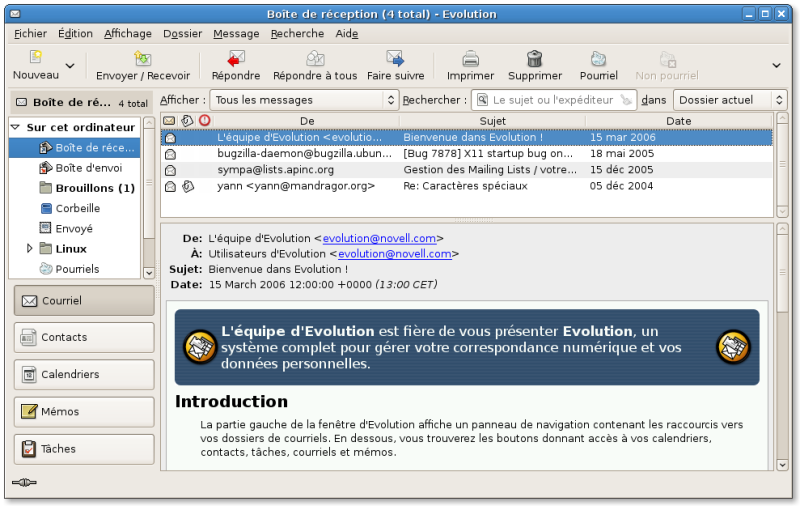 Boîte de réception (4 total) - Evolution
Fichier Édition Affichage Dossier Message Recherche Aide
Nouveau Envoyer / Recevoir Répondre Répondre à tous Faire suivre Imprimer Supprimer Pourriel Non pourriel
Boîte de ré... 4 total
Afficher : Tous les messages Rechercher : Le sujet ou l'expéditeur dans Dossier actuel
Sur cet ordinateur
Boîte de réce...
Boîte d'envoi
Brouillons (1)
Corbeille
Envoyé
Linux
Pourriels
Courriel
Contacts
Calendriers
Mémos
Tâches
De Sujet Date
L'équipe d'Evolution <evolutio... Bienvenue dans Evolution ! 15 mar 2006
bugzilla-daemon@bugzilla.ubun... [Bug 7878] X11 startup bug on... 18 mai 2005
sympa@lists.apinc.org Gestion des Mailing Lists / votre... 15 déc 2005
yann <yann@mandragor.org> Re: Caractères spéciaux 05 déc 2004
De: L'équipe d'Evolution <evolution@novell.com>
À: Utilisateurs d'Evolution <evolution@novell.com>
Sujet: Bienvenue dans Evolution !
Date: 15 March 2006 12:00:00 +0000 (13:00 CET)
L'équipe d'Evolution est fière de vous présenter Evolution, un
système complet pour gérer votre correspondance numérique et vos
données personnelles.
Introduction
La partie gauche de la fenêtre d'Evolution affiche un panneau de navigation contenant les raccourcis vers
vos dossiers de courriels. En dessous, vous trouverez les boutons donnant accès à vos calendriers,
contacts, tâches, courriels et mémos.